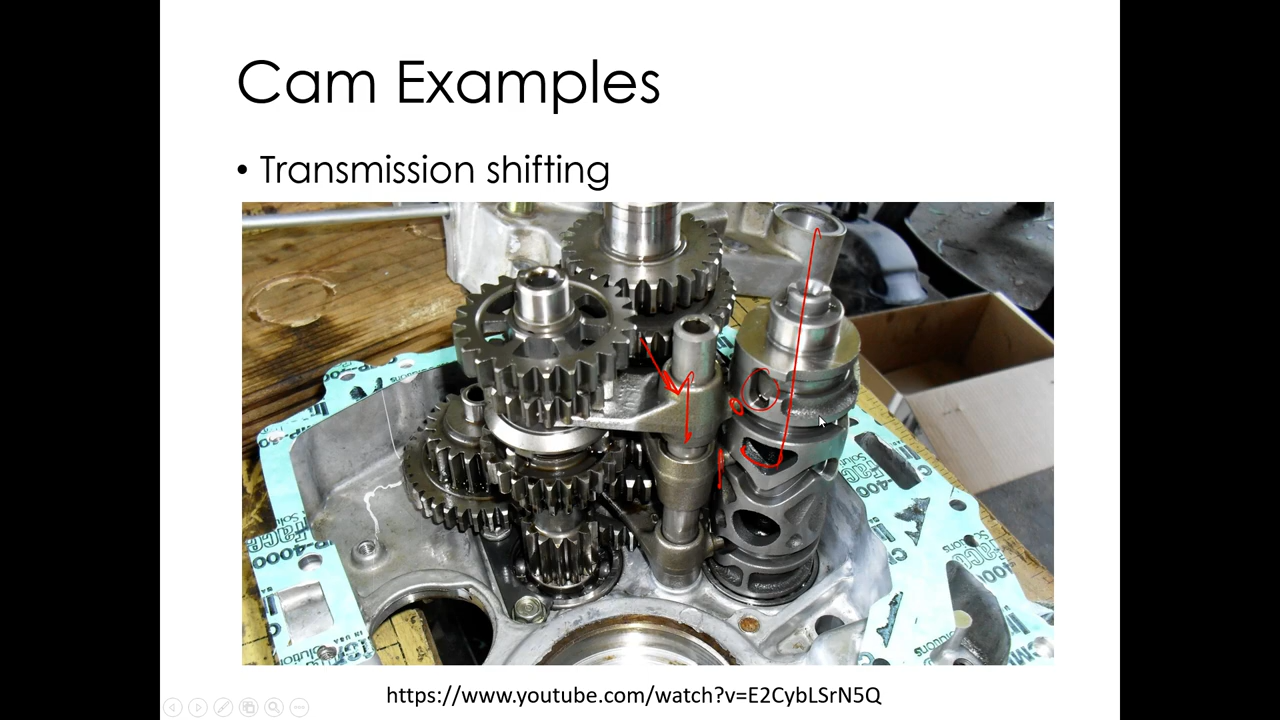 Cam Examples
• Transmission shifting
https://www.youtube.com/watch?v=E2CybLSrN5Q